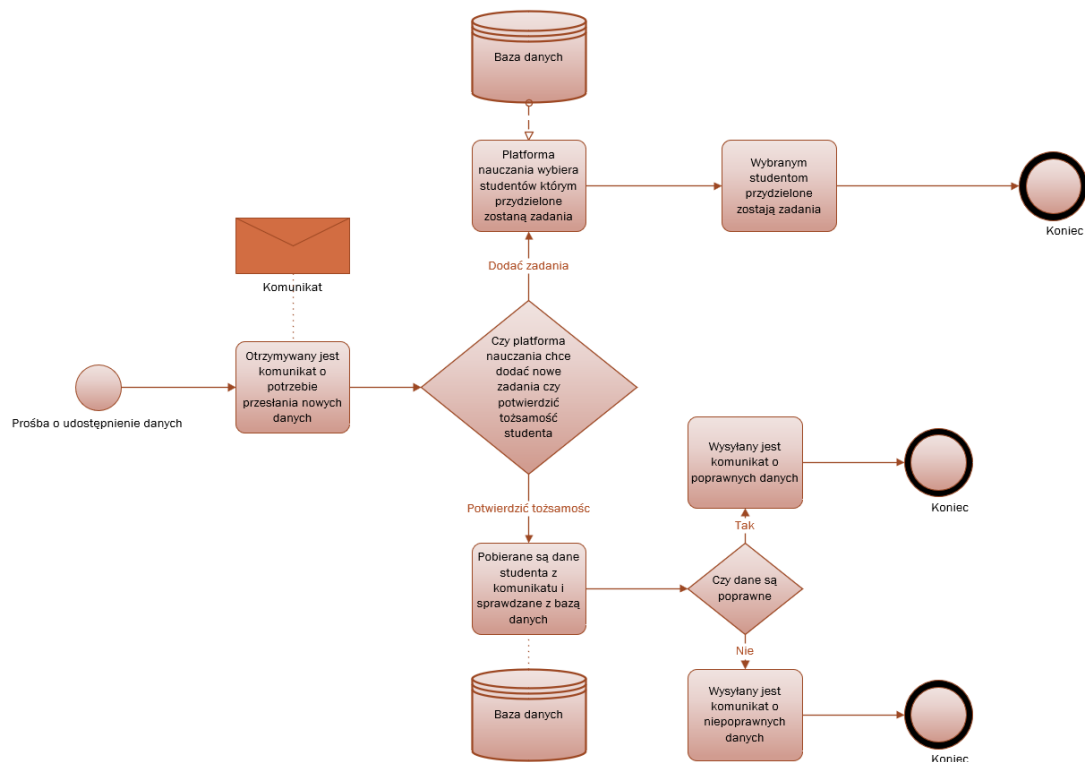 Baza danych
Platforma
nauczania wybiera
studentów którym
przydzielone
zostaną zadania
Wybranym
studentom
przydzielone
zostają zadania
Koniec
Dodać zadania
Komunikat
Otrzymywany jest
komunikat o
potrzebie
przesłania nowych
danych
Prośba o udostępnienie danych
Czy platforma
nauczania chce
dodać nowe
zadania czy
potwierdzić
tożsamość
studenta
Potwierdzić tożsamośc
Pobierane są dane
studenta z
komunikatu i
sprawdzane z bazą
danych
Baza danych
Czy dane są
poprawne
Tak
Wysyłany jest
komunikat o
poprawnych danych
Koniec
Nie
Wysyłany jest
komunikat o
niepoprawnych
danych
Koniec